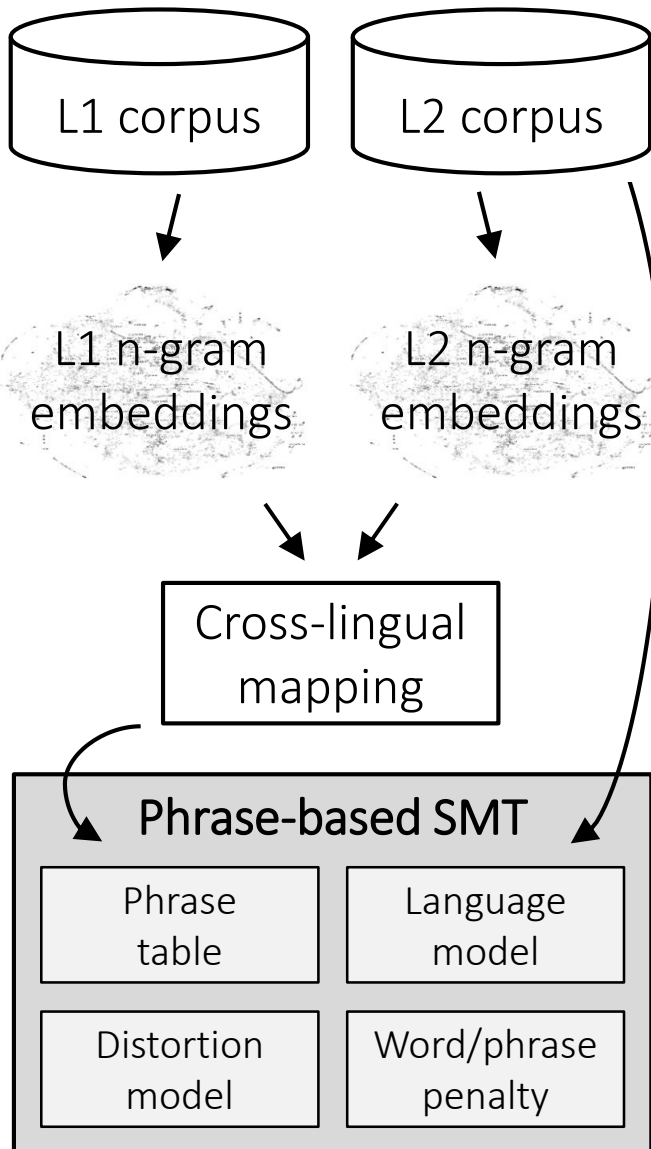 L1 corpus
L2 corpus
L1 n-gram
embeddings
L2 n-gram
embeddings
Cross-lingual
mapping
Phrase-based SMT
Phrase
table
Language
model
Distortion
model
Word/phrase
penalty